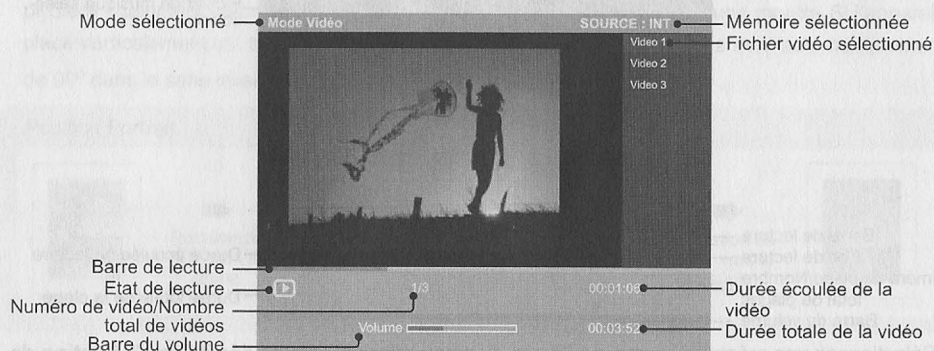 Mode sélectionné
Mode Vidéo
SOURCE : INT
Mémoire sélectionnée
Video 1
Fichier vidéo sélectionné
Video 2
Video 3
Barre de lecture
Etat de lecture
1/3
00:01:06
Durée écoulée de la
vidéo
Numéro de vidéo/Nombre
total de vidéos
Volume
00:03:52
Durée totale de la vidéo
Barre du volume